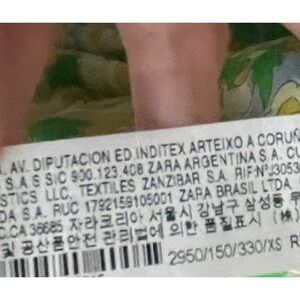 AV. DIPUTACION ED. INDITEX ARTEIXO A CORUÑ
S.A.S S/C 900.123.408 ZARA ARGENTINA S.A. CU
STICS LLC. TEXTILES ZANZIBAR S.A. RIF:Nº J3053
DA S.A. RUC 1792159105001 ZARA BRASIL LTDA.
D.CA 36685 자라코리아 서울시 강남구 삼성동
및 공산품안전 관리법에 의한 품질표시
2950/150/330/XS R